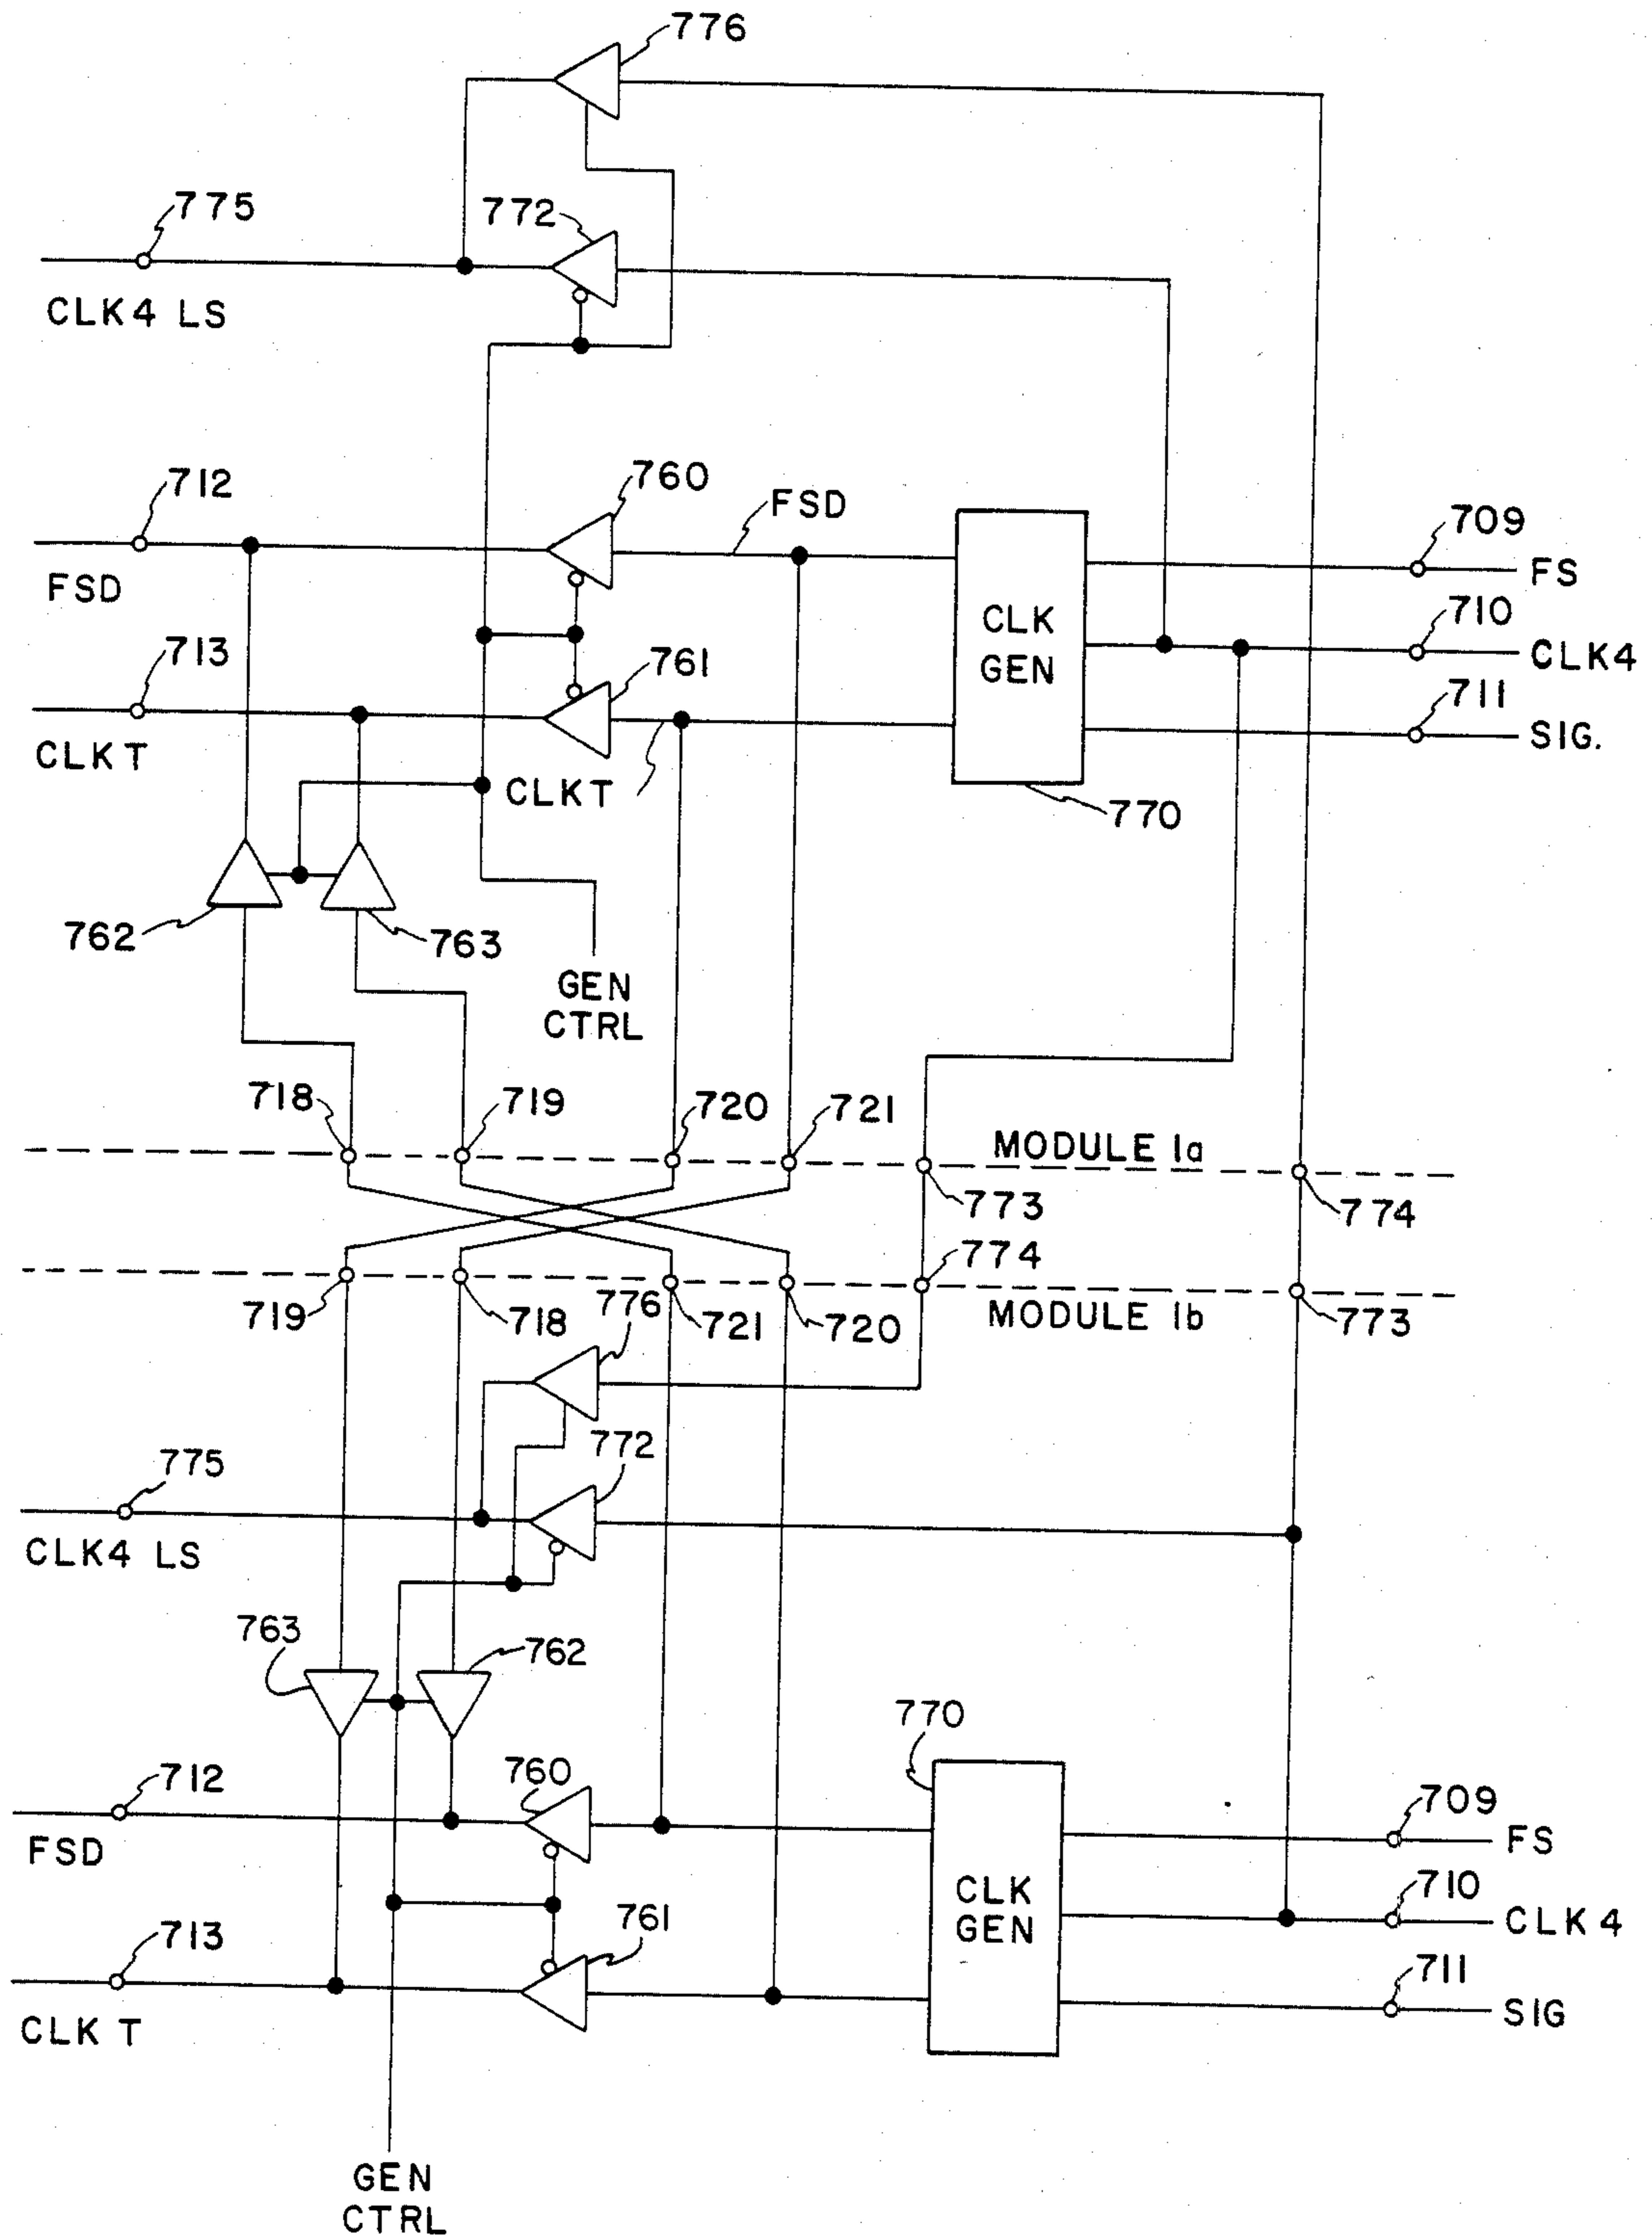 776
775
772
CLK4 LS
712
760
FSD
709
FS
FSD
CLK
GEN
710
CLK4
713
761
711
SIG.
CLKT
CLKT
770
762
763
GEN
CTRL
718
719
720
721
MODULE 1a
773
774
774
719
718
776
721
720
MODULE 1b
773
775
772
CLK4 LS
763
762
770
712
760
709
FS
FSD
CLK
GEN
710
CLK4
713
761
711
SIG
CLK T
GEN
CTRL